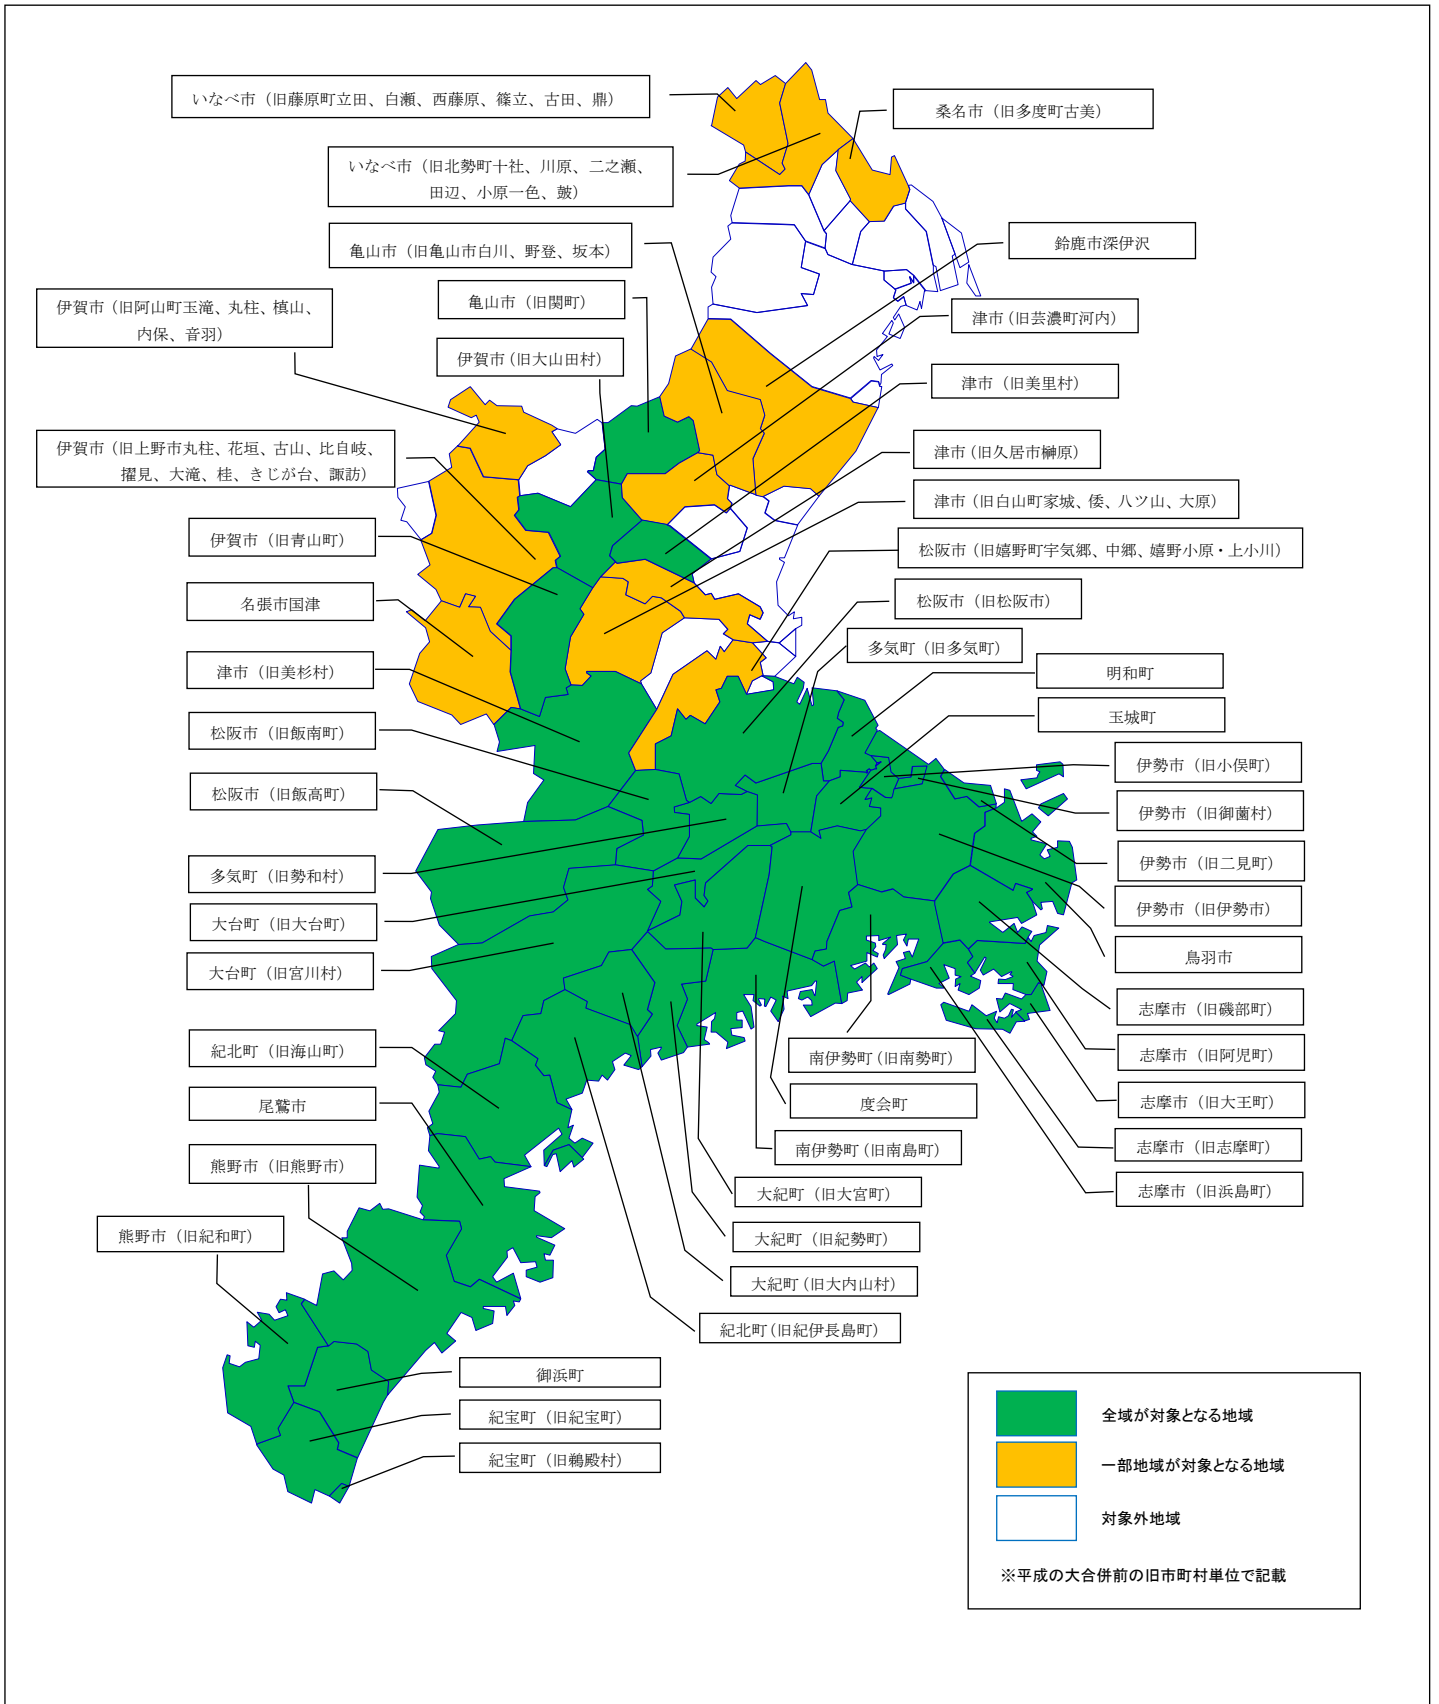 いなべ市（旧藤原町立田、白瀬、西藤原、篠立、古田、鼎）
桑名市（旧多度町古美）
いなべ市（旧北勢町十社、川原、二之瀬、
田辺、小原一色、皷）
亀山市（旧亀山市白川、野登、坂本）
鈴鹿市深伊沢
亀山市（旧関町）
伊賀市（旧阿山町玉滝、丸柱、槙山、
内保、音羽）
津市（旧芸濃町河内）
伊賀市（旧大山田村）
津市（旧美里村）
伊賀市（旧上野市丸柱、花垣、古山、比自岐、
擢見、大滝、桂、きじが台、諏訪）
津市（旧久居市榊原）
津市（旧白山町家城、倭、八ツ山、大原）
伊賀市（旧青山町）
松阪市（旧嬉野町宇気郷、中郷、嬉野小原・上小川）
名張市国津
松阪市（旧松阪市）
多気町（旧多気町）
津市（旧美杉村）
明和町
玉城町
松阪市（旧飯南町）
伊勢市（旧小俣町）
松阪市（旧飯高町）
伊勢市（旧御薗村）
伊勢市（旧二見町）
多気町（旧勢和村）
伊勢市（旧伊勢市）
大台町（旧大台町）
鳥羽市
大台町（旧宮川村）
志摩市（旧磯部町）
紀北町（旧海山町）
南伊勢町（旧南勢町）
志摩市（旧阿児町）
尾鷲市
度会町
志摩市（旧大王町）
南伊勢町（旧南島町）
志摩市（旧志摩町）
熊野市（旧熊野市）
大紀町（旧大宮町）
志摩市（旧浜島町）
熊野市（旧紀和町）
大紀町（旧紀勢町）
大紀町（旧大内山村）
紀北町（旧紀伊長島町）
御浜町
紀宝町（旧紀宝町）
紀宝町（旧鵜殿村）
全域が対象となる地域
一部地域が対象となる地域
対象外地域
※平成の大合併前の旧市町村単位で記載